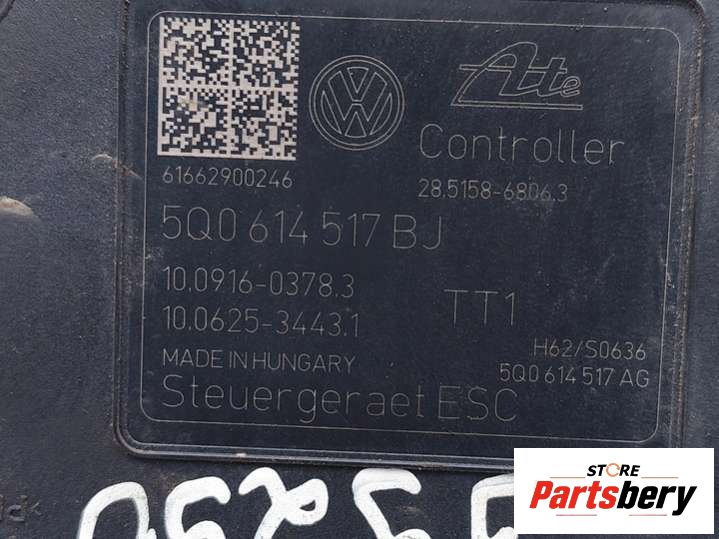 VW
Ate
Controller
61662900246
28.5158-6806.3
5Q0 614 517 BJ
10.0916-0378.3
TT1
10.0625-3443.1
H62/S0636
MADE IN HUNGARY
5Q0 614 517 AG
Steuergeraet ESC
STORE
Partsbery